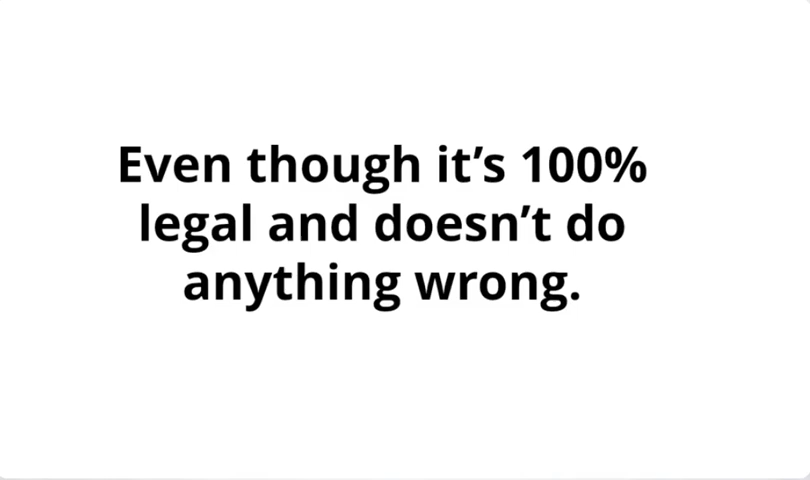 Even though it’s 100%
legal and doesn’t do
anything wrong.